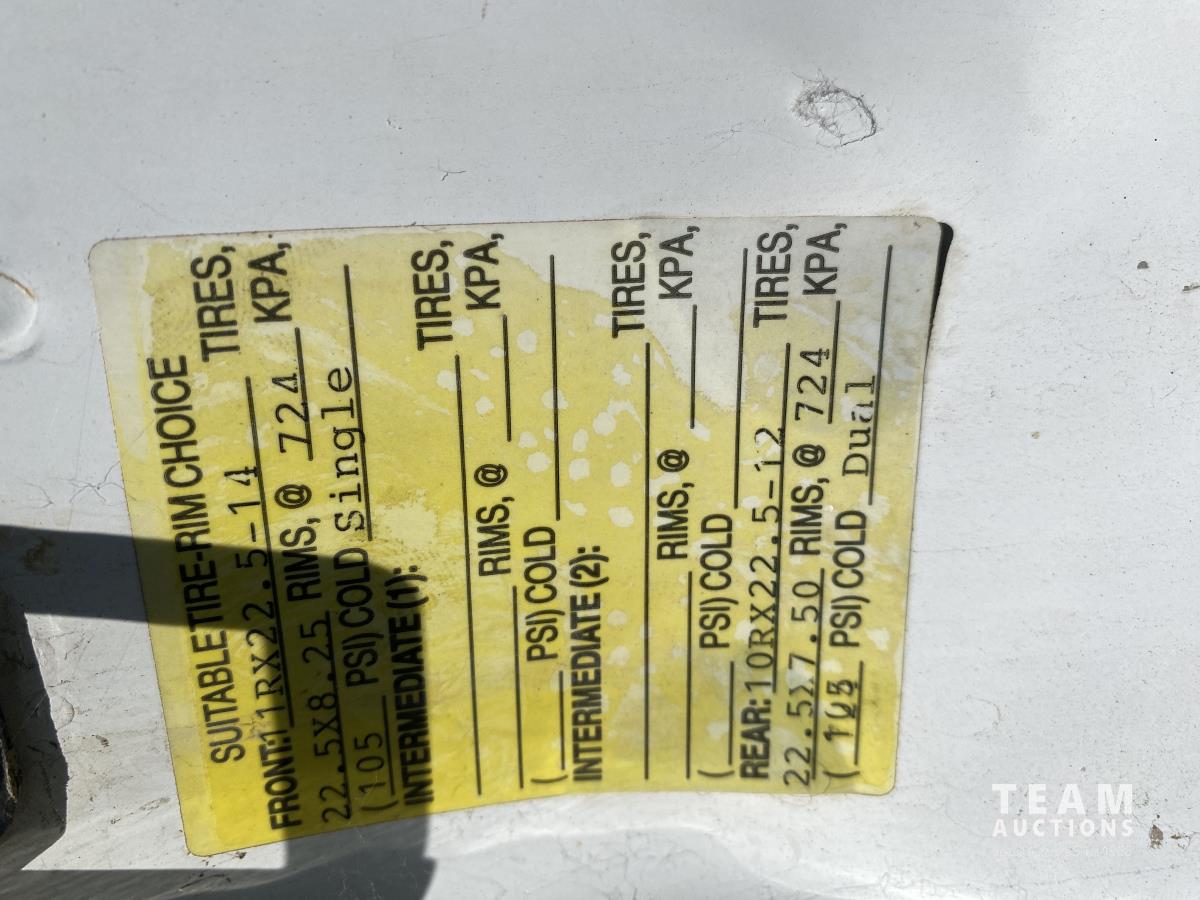 SUITABLE TIRE-RIM CHOICE
FRONT: 11RX22.5-14 TIRES,
22.5X8.25 RIMS, @ 724 KPA,
(105 PSI) COLD Single
INTERMEDIATE (1):
TIRES,
RIMS, @ KPA,
( PSI) COLD
INTERMEDIATE (2):
TIRES,
RIMS, @ KPA,
( PSI) COLD
REAR: 10RX22.5-12 TIRES,
22.5X7.50 RIMS, @ 724 KPA,
( PSI) COLD Dual
TEAM
AUCTIONS